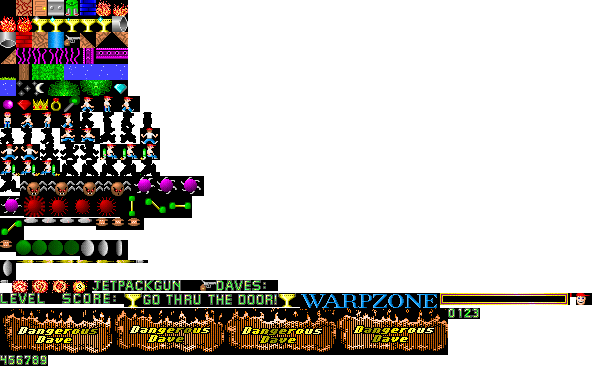 JETPACKGUN DAVES:
LEVEL SCORE: GO THRU THE DOOR! WARPZONE
0123
Dangerous Dave Dangerous Dave Dangerous Dave Dangerous Dave
456789